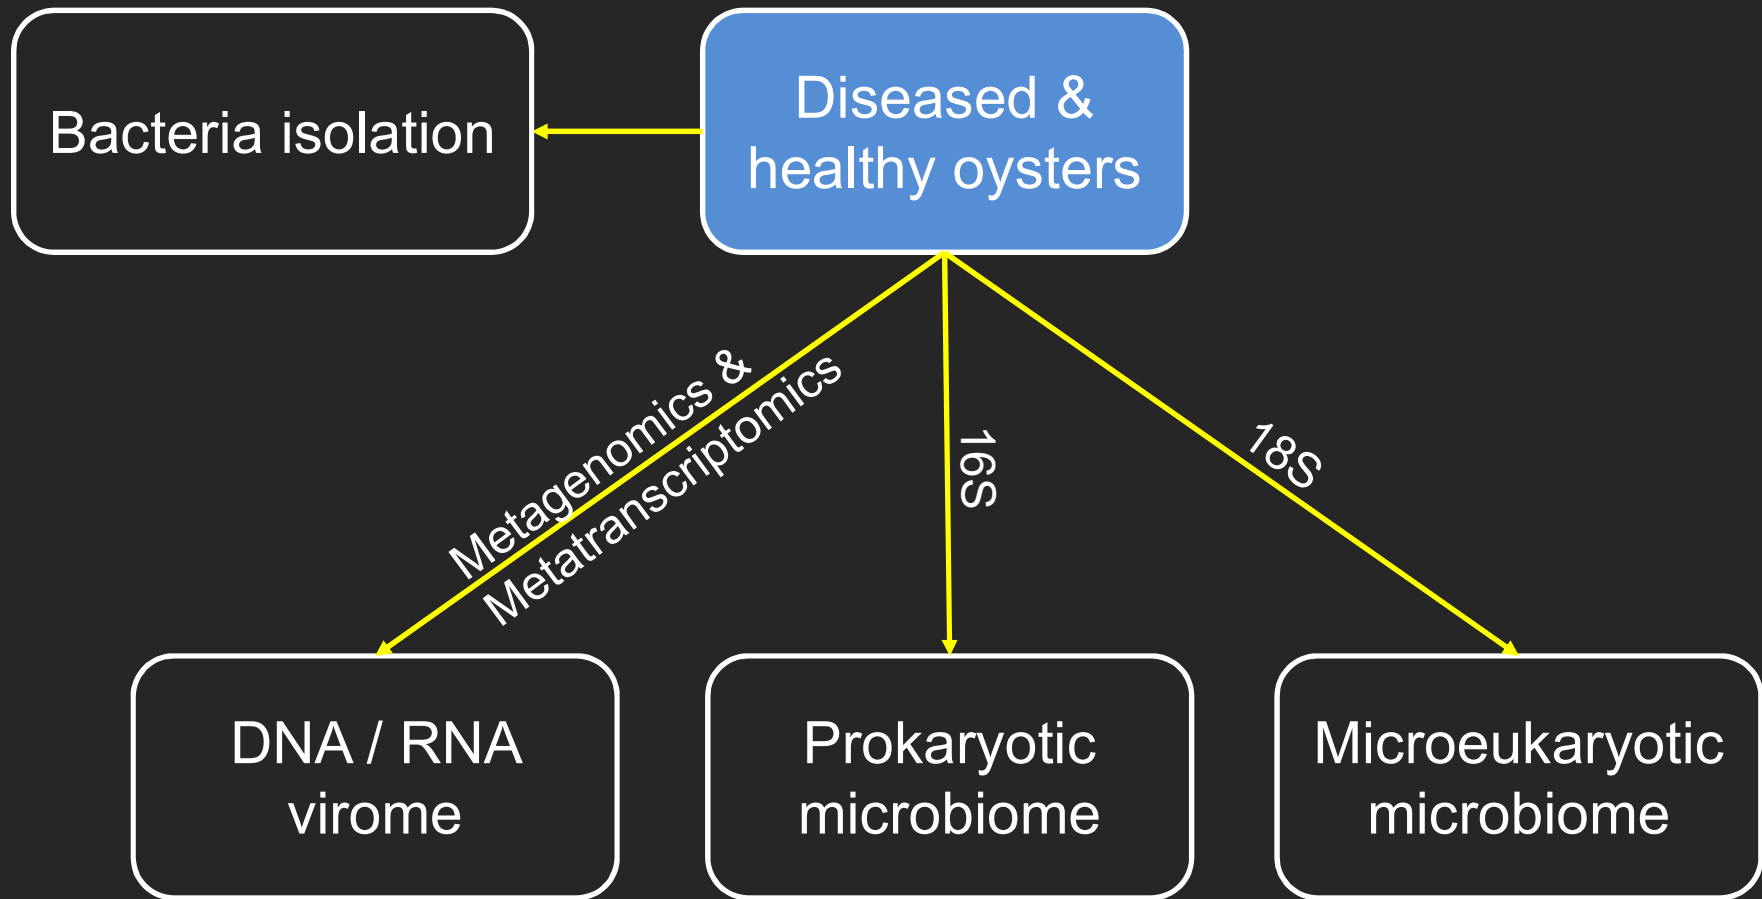 Bacteria isolation
Diseased &
healthy oysters
Metagenomics &
Metatranscriptomics
16S
18S
DNA / RNA
virome
Prokaryotic
microbiome
Microeukaryotic
microbiome